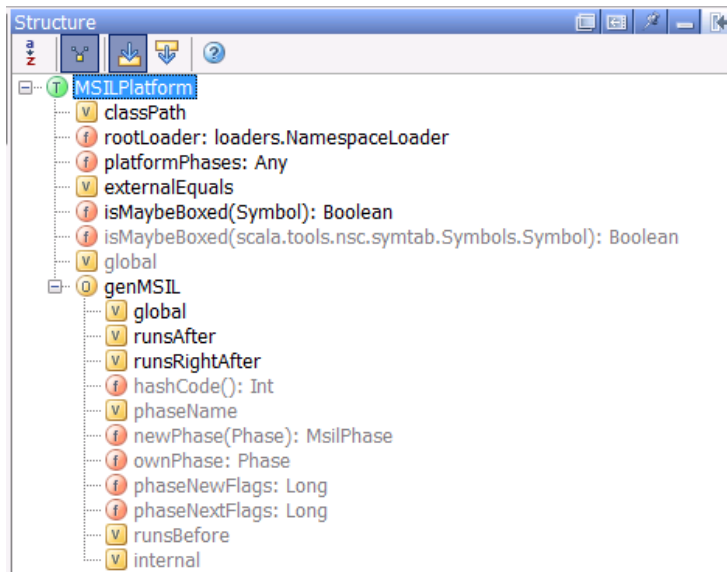 Structure
a
z
?
T MSILPlatform
V classPath
f rootLoader: loaders.NamespaceLoader
f platformPhases: Any
V externalEquals
f isMaybeBoxed(Symbol): Boolean
f isMaybeBoxed(scala.tools.nsc.symtab.Symbols.Symbol): Boolean
V global
O genMSIL
V global
V runsAfter
V runsRightAfter
f hashCode(): Int
V phaseName
f newPhase(Phase): MsilPhase
f ownPhase: Phase
f phaseNewFlags: Long
f phaseNextFlags: Long
V runsBefore
V internal